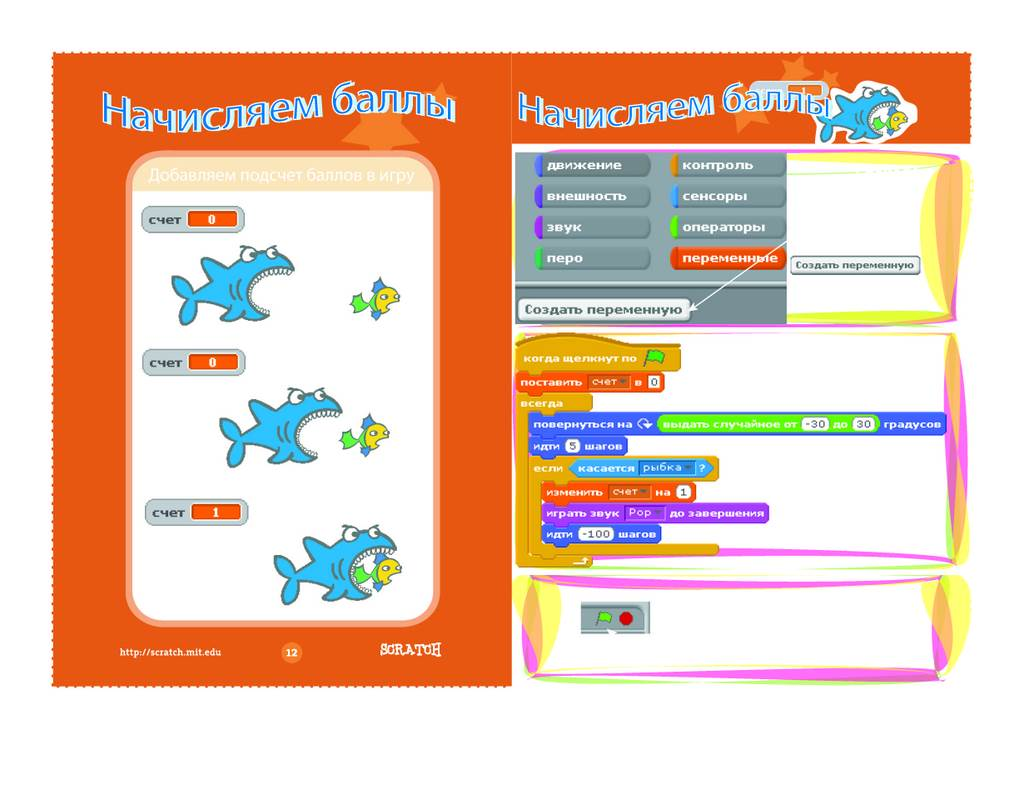 Начисляем баллы
Добавляем подсчет баллов в игру
счет 0
счет 0
счет 1
http://scratch.mit.edu
12
SCRATCH
Начисляем баллы
движение контроль
внешность сенсоры
звук операторы
перо переменные
Создать переменную
Создать переменную
когда щелкнут по
поставить счет в 0
всегда
повернуться на выдать случайное от -30 до 30 градусов
идти 5 шагов
если касается рыбка ?
изменить счет на 1
играть звук Pop до завершения
идти -100 шагов